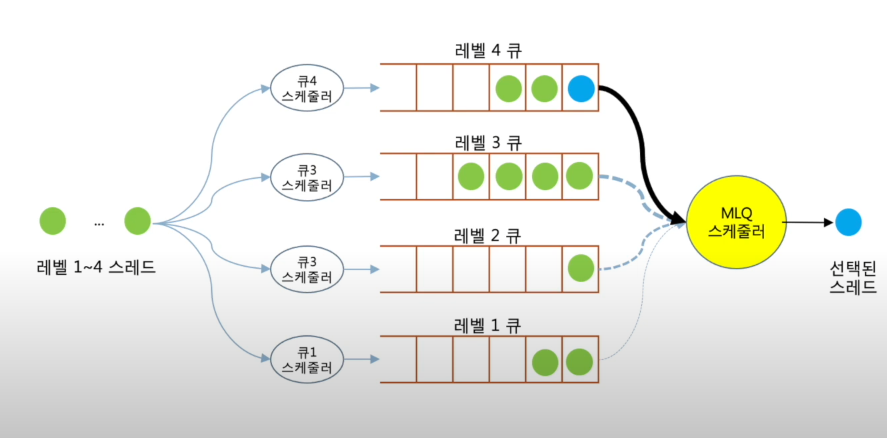 레벨 4 큐
큐4
스케줄러
레벨 3 큐
큐3
스케줄러
...
레벨 1~4 스레드
레벨 2 큐
큐3
스케줄러
레벨 1 큐
큐1
스케줄러
MLQ
스케줄러
선택된
스레드